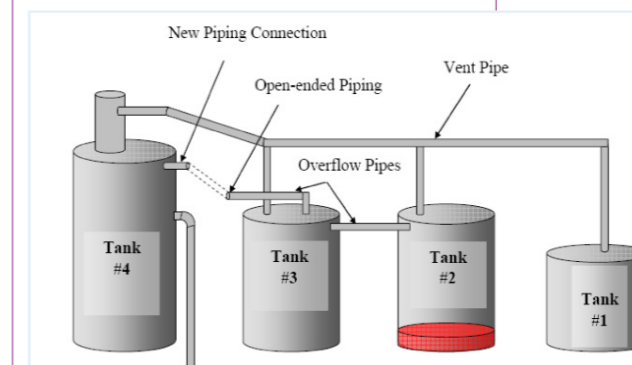 New Piping Connection
Vent Pipe
Open-ended Piping
Overflow Pipes
Tank
#4
Tank
#3
Tank
#2
Tank
#1